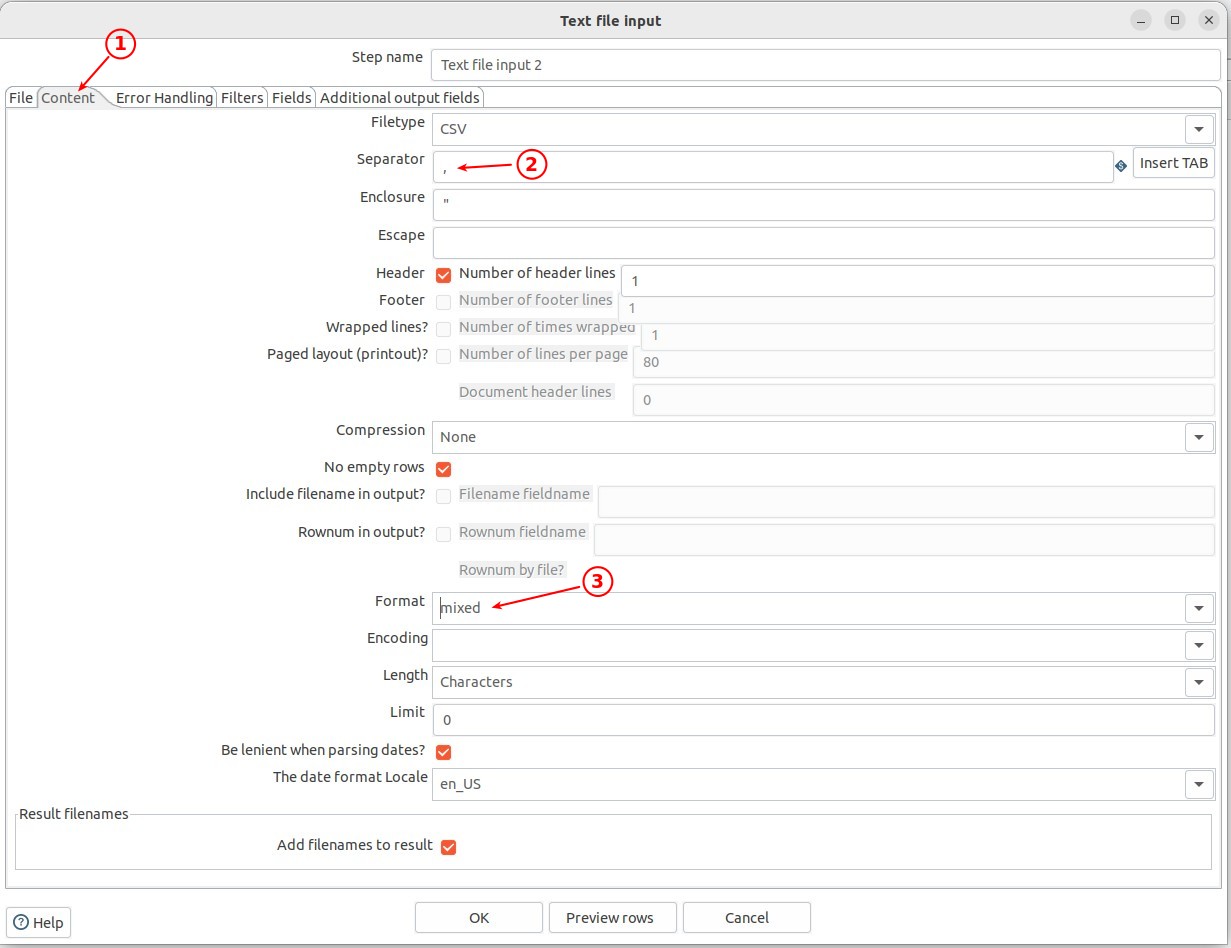 Text file input
1
Step name Text file input 2
File Content Error Handling Filters Fields Additional output fields
Filetype CSV
Separator , 2 Insert TAB
Enclosure "
Escape
Header Number of header lines 1
Footer Number of footer lines 1
Wrapped lines? Number of times wrapped 1
Paged layout (printout)? Number of lines per page 80
Document header lines 0
Compression None
No empty rows
Include filename in output? Filename fieldname
Rownum in output? Rownum fieldname
Rownum by file?
3
Format mixed
Encoding
Length Characters
Limit 0
Be lenient when parsing dates?
The date format Locale en_US
Result filenames
Add filenames to result
? Help OK Preview rows Cancel